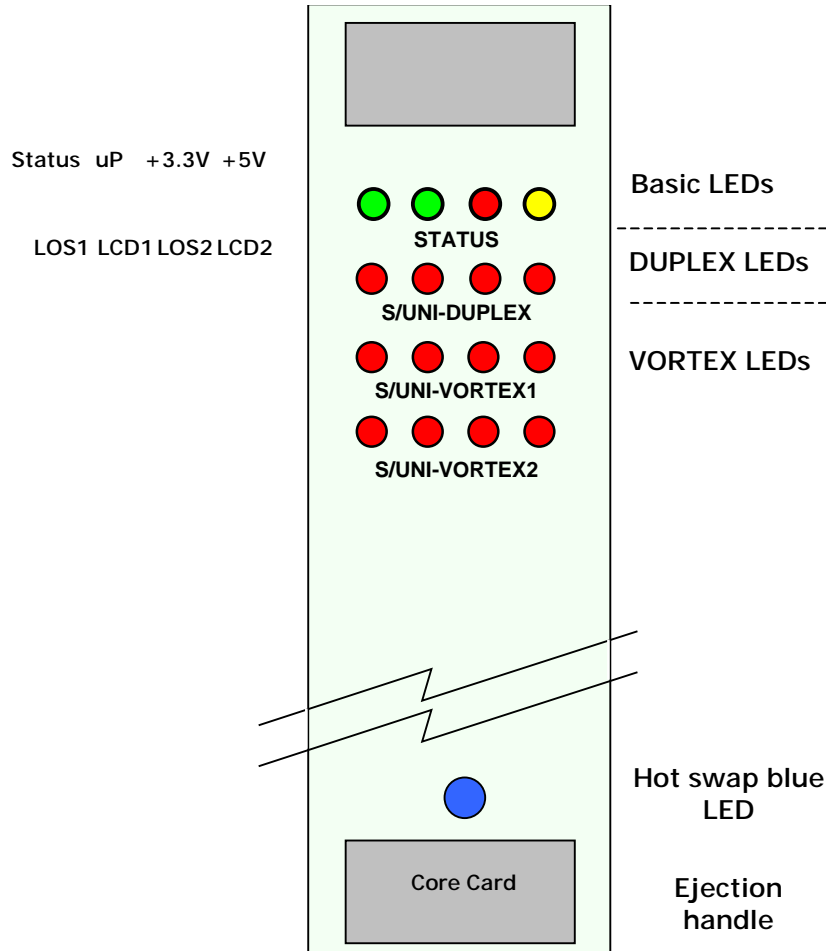 Status uP +3.3V +5V
Basic LEDs
STATUS
LOS1 LCD1 LOS2 LCD2
DUPLEX LEDs
S/UNI-DUPLEX
VORTEX LEDs
S/UNI-VORTEX1
S/UNI-VORTEX2
Hot swap blue
LED
Core Card
Ejection
handle